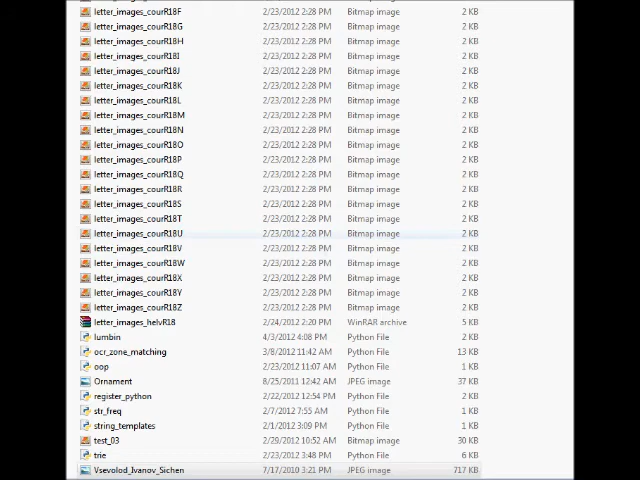 letter_images_courR18F 2/23/2012 2:28 PM Bitmap image 2 KB
letter_images_courR18G 2/23/2012 2:28 PM Bitmap image 2 KB
letter_images_courR18H 2/23/2012 2:28 PM Bitmap image 2 KB
letter_images_courR18I 2/23/2012 2:28 PM Bitmap image 2 KB
letter_images_courR18J 2/23/2012 2:28 PM Bitmap image 2 KB
letter_images_courR18K 2/23/2012 2:28 PM Bitmap image 2 KB
letter_images_courR18L 2/23/2012 2:28 PM Bitmap image 2 KB
letter_images_courR18M 2/23/2012 2:28 PM Bitmap image 2 KB
letter_images_courR18N 2/23/2012 2:28 PM Bitmap image 2 KB
letter_images_courR18O 2/23/2012 2:28 PM Bitmap image 2 KB
letter_images_courR18P 2/23/2012 2:28 PM Bitmap image 2 KB
letter_images_courR18Q 2/23/2012 2:28 PM Bitmap image 2 KB
letter_images_courR18R 2/23/2012 2:28 PM Bitmap image 2 KB
letter_images_courR18S 2/23/2012 2:28 PM Bitmap image 2 KB
letter_images_courR18T 2/23/2012 2:28 PM Bitmap image 2 KB
letter_images_courR18U 2/23/2012 2:28 PM Bitmap image 2 KB
letter_images_courR18V 2/23/2012 2:28 PM Bitmap image 2 KB
letter_images_courR18W 2/23/2012 2:28 PM Bitmap image 2 KB
letter_images_courR18X 2/23/2012 2:28 PM Bitmap image 2 KB
letter_images_courR18Y 2/23/2012 2:28 PM Bitmap image 2 KB
letter_images_courR18Z 2/23/2012 2:28 PM Bitmap image 2 KB
letter_images_helvR18 2/24/2012 2:20 PM WinRAR archive 5 KB
lumbin 4/3/2012 4:08 PM Python File 2 KB
ocr_zone_matching 3/8/2012 11:42 AM Python File 13 KB
oop 2/23/2012 11:07 AM Python File 1 KB
Ornament 8/25/2011 12:42 AM JPEG image 37 KB
register_python 2/22/2012 12:54 PM Python File 2 KB
str_freq 2/7/2012 7:55 AM Python File 1 KB
string_templates 2/1/2012 3:09 PM Python File 1 KB
test_03 2/29/2012 10:52 AM Bitmap image 30 KB
trie 2/23/2012 3:48 PM Python File 6 KB
Vsevolod_Ivanov_Sichen 7/17/2010 3:21 PM JPEG image 717 KB